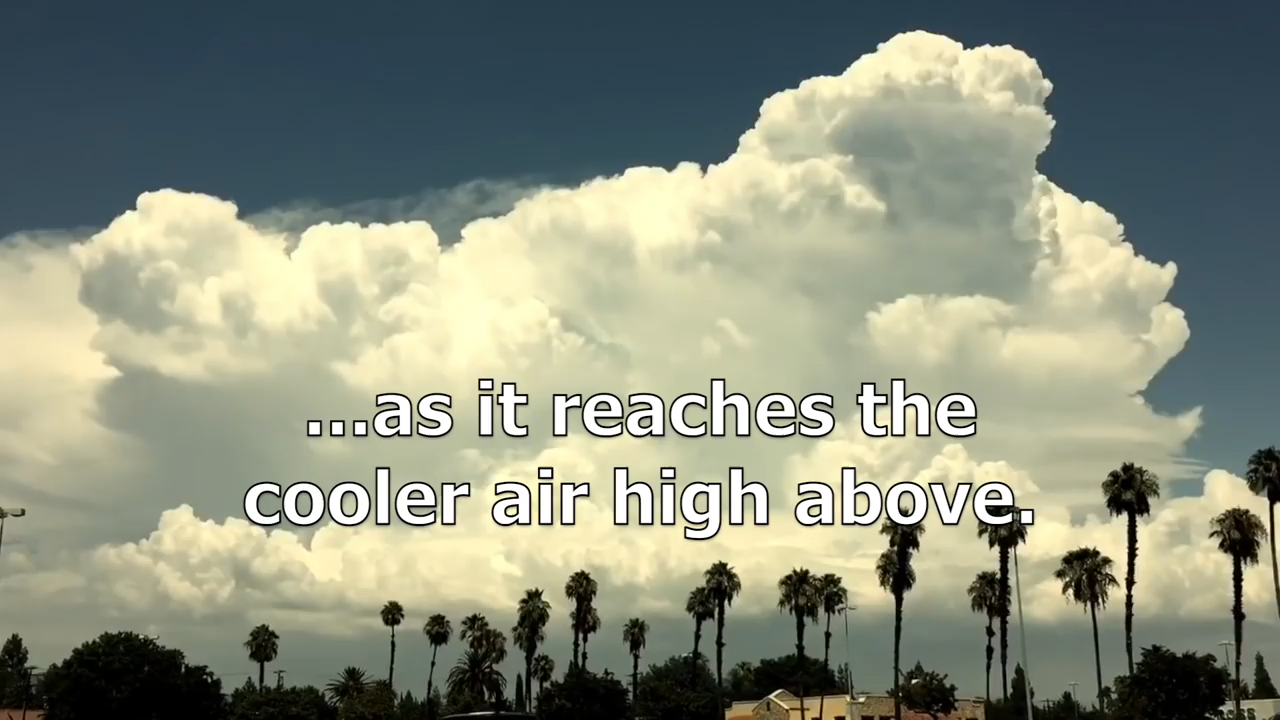 ...as it reaches the
cooler air high above.